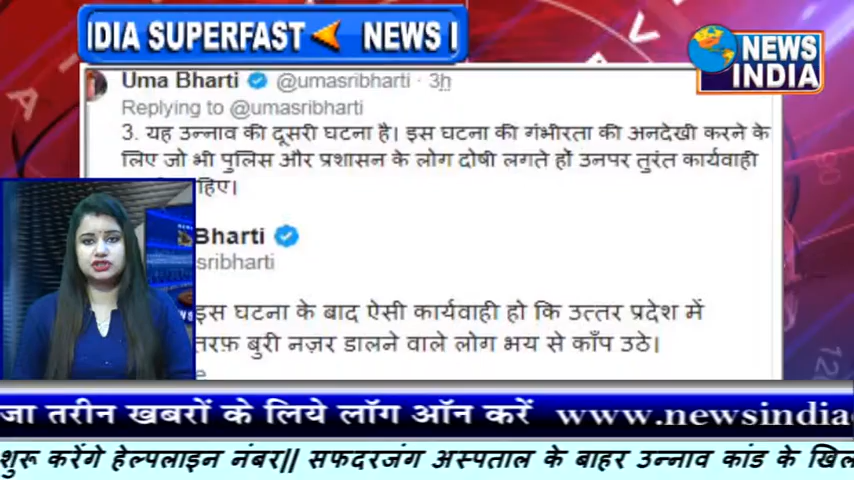 IDIA SUPERFAST NEWS I
NEWS
INDIA
Uma Bharti @umasribharti · 3h
Replying to @umasribharti
3. यह उन्नाव की दूसरी घटना है। इस घटना की गंभीरता की अनदेखी करने के
लिए जो भी पुलिस और प्रशासन के लोग दोषी लगते हों उनपर तुरंत कार्यवाही
हिए।
Bharti
sribharti
इस घटना के बाद ऐसी कार्यवाही हो कि उत्तर प्रदेश में
तरफ़ बुरी नज़र डालने वाले लोग भय से काँप उठे।
जा तरीन खबरों के लिये लॉग ऑन करें www.newsindia
शुरू करेंगे हेल्पलाइन नंबर|| सफदरजंग अस्पताल के बाहर उन्नाव कांड के खिल